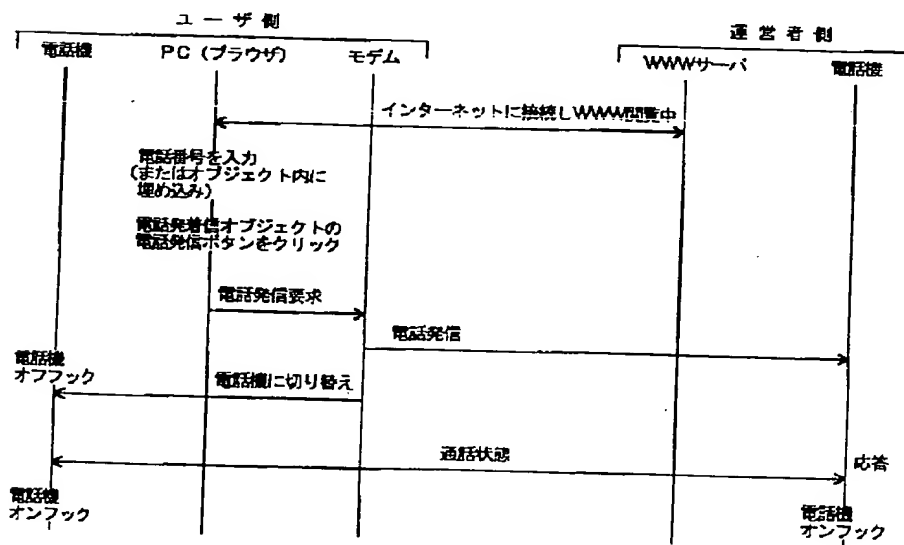 ユーザ側
運営者側
電話機
PC(ブラウザ)
モデム
WWWサーバ
電話機
インターネットに接続しWWW閲覧中
電話番号を入力
(またはオブジェクト内に
埋め込み)
電話発着信オブジェクトの
電話発信ボタンをクリック
電話発信要求
電話発信
電話機
オフフック
電話機に切り替え
通話状態
応答
電話機
オンフック
電話機
オンフック